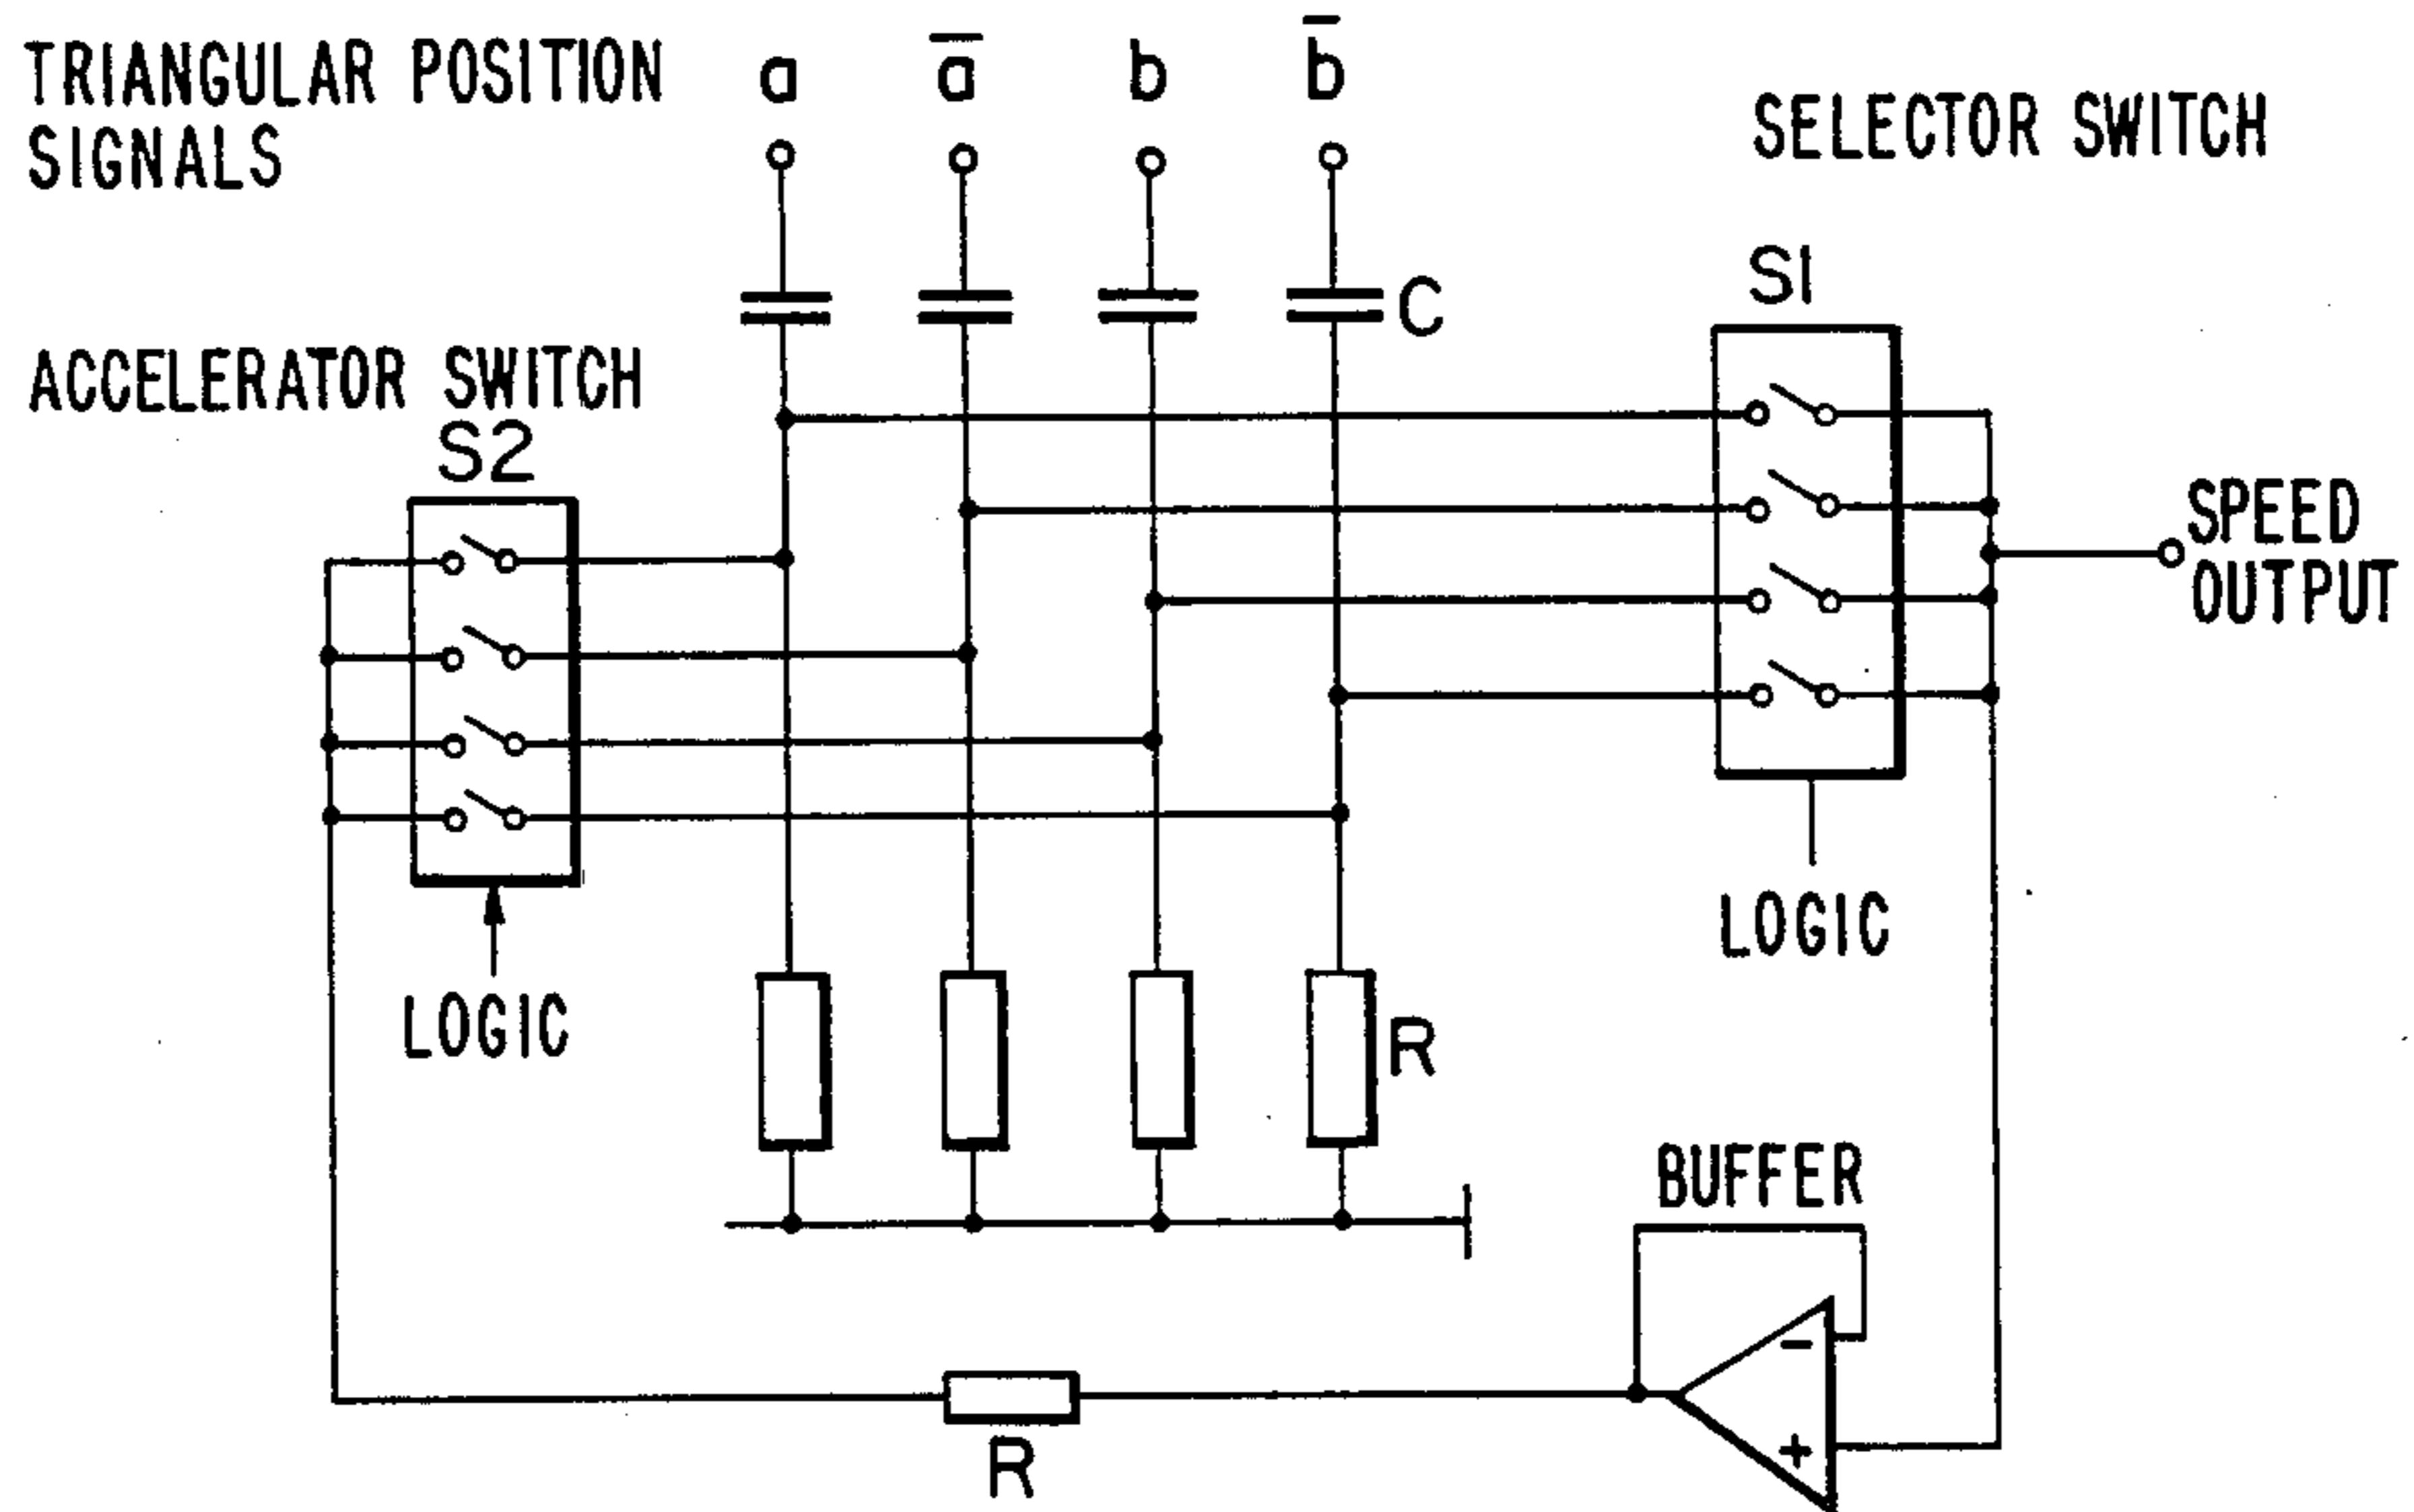 TRIANGULAR POSITION
SIGNALS
a
a̅
b
b̅
SELECTOR SWITCH
C
S1
ACCELERATOR SWITCH
S2
SPEED
OUTPUT
LOGIC
LOGIC
R
BUFFER
-
+
R